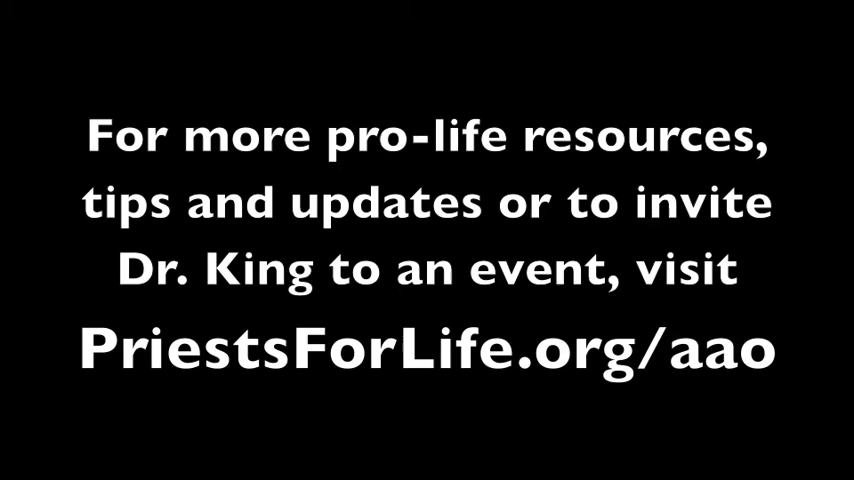 For more pro-life resources,
tips and updates or to invite
Dr. King to an event, visit
PriestsForLife.org/aao